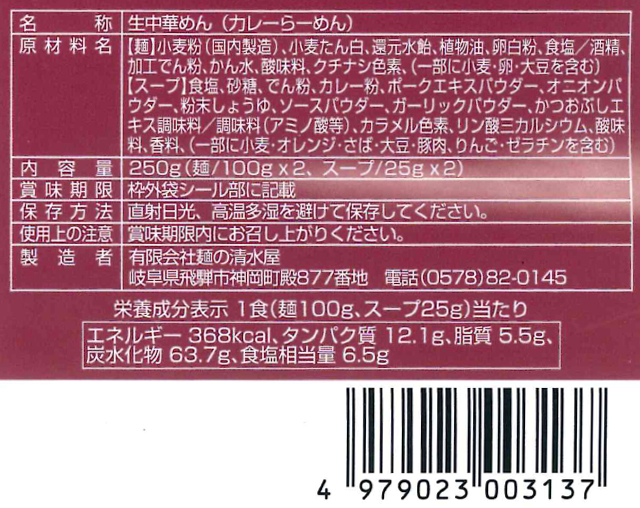 名称 生中華めん(カレーらーめん)
原材料名 【麺】小麦粉(国内製造)、小麦たん白、還元水飴、植物油、卵白粉、食塩/酒精、
加工でん粉、かん水、酸味料、クチナシ色素、(一部に小麦・卵・大豆を含む)
【スープ】食塩、砂糖、でん粉、カレー粉、ポークエキスパウダー、オニオンパ
ウダー、粉末しょうゆ、ソースパウダー、ガーリックパウダー、かつおぶしエ
キス調味料/調味料(アミノ酸等)、カラメル色素、リン酸三カルシウム、酸味
料、香料、(一部に小麦・オレンジ・さば・大豆・豚肉・りんご・ゼラチンを含む)
内容量 250g(麺/100g x 2、スープ/25g x 2)
賞味期限 枠外袋シール部に記載
保存方法 直射日光、高温多湿を避けて保存してください。
使用上の注意 賞味期限内にお召し上がりください。
製造者 有限会社麺の清水屋
岐阜県飛騨市神岡町殿877番地 電話(0578)82-0145
栄養成分表示 1食(麺100g、スープ25g)当たり
エネルギー 368kcal、タンパク質 12.1g、脂質 5.5g、
炭水化物 63.7g、食塩相当量 6.5g
4 979023 003137